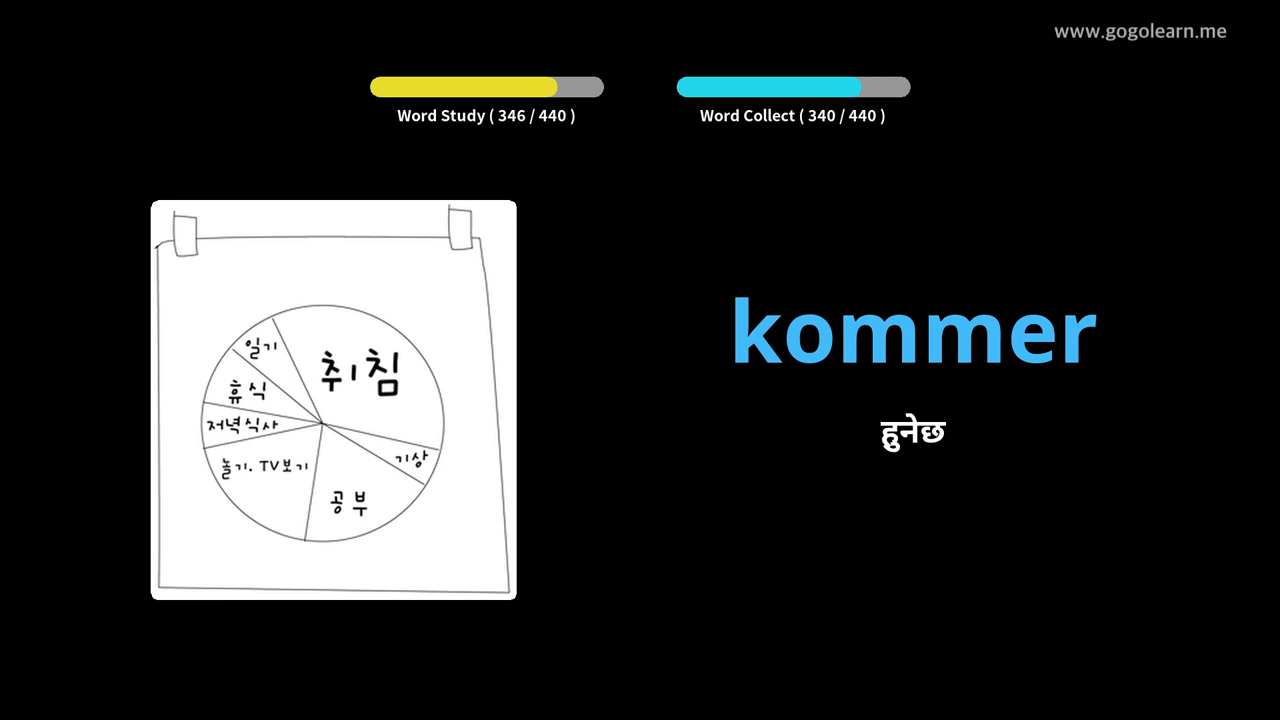 www.gogolearn.me
Word Study ( 346 / 440 )
Word Collect ( 340 / 440 )
일기
취침
휴식
저녁식사
놀기. TV보기
기상
공부
kommer
हुनेछ